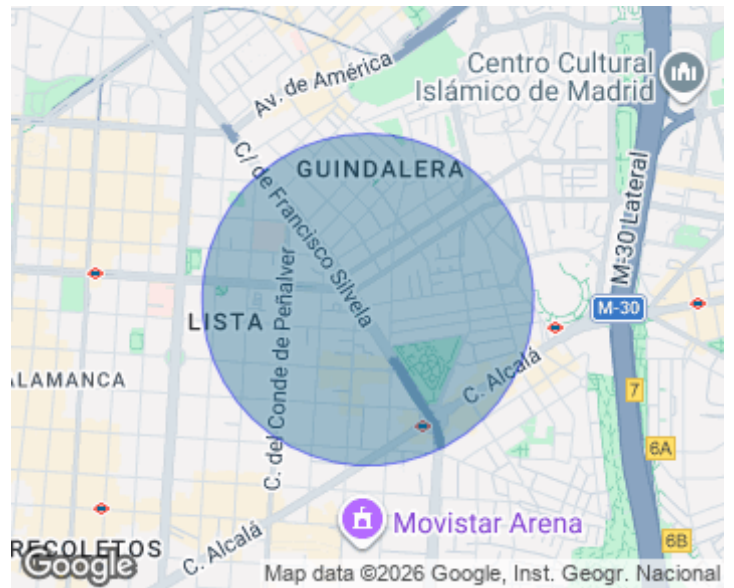 Av. de América
Centro Cultural
Islámico de Madrid
GUINDALERA
C/ de Francisco Silvela
M-30 Lateral
C. del Conde de Peñalver
M-30
LISTA
ALAMANCA
C. Alcalá
7
6A
Movistar Arena
RECOLETOS
C. Alcalá
6B
Google
Map data ©2026 Google, Inst. Geogr. Nacional